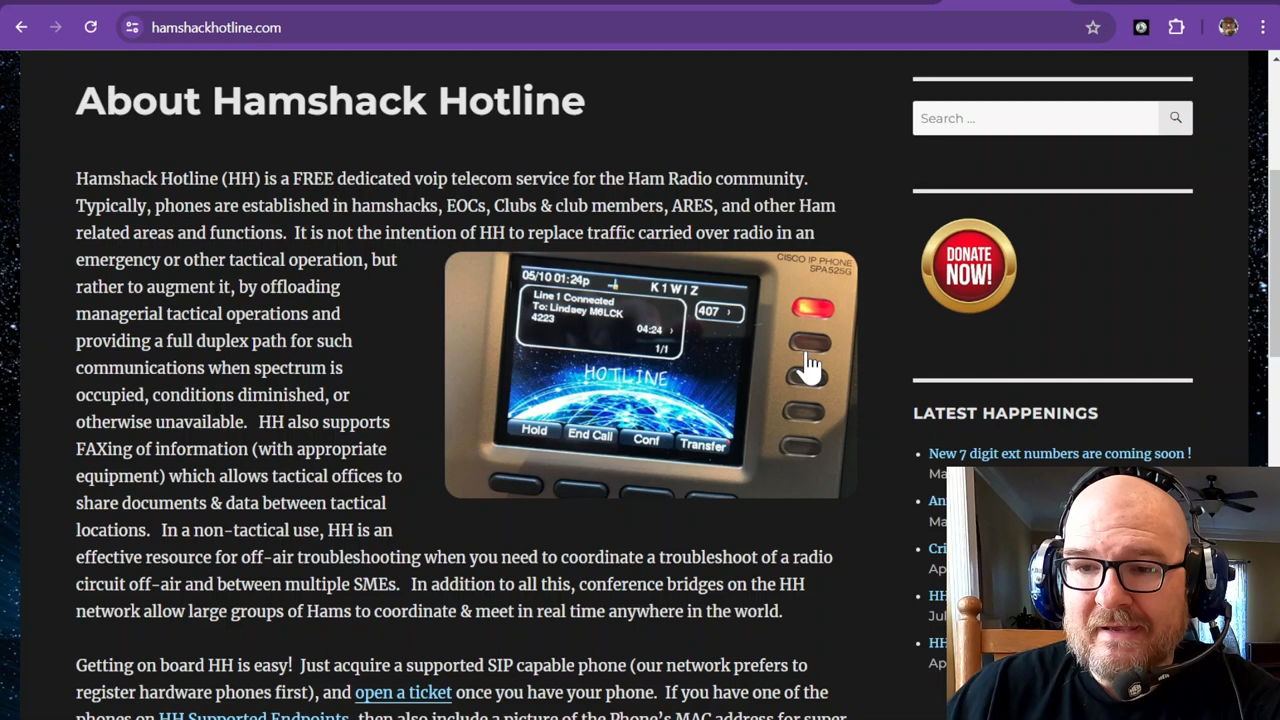 hamshackhotline.com
About Hamshack Hotline
Hamshack Hotline (HH) is a FREE dedicated voip telecom service for the Ham Radio community.
Typically, phones are established in hamshacks, EOCs, Clubs & club members, ARES, and other Ham
related areas and functions. It is not the intention of HH to replace traffic carried over radio in an
emergency or other tactical operation, but
rather to augment it, by offloading
managerial tactical operations and
providing a full duplex path for such
communications when spectrum is
occupied, conditions diminished, or
otherwise unavailable. HH also supports
FAXing of information (with appropriate
equipment) which allows tactical offices to
share documents & data between tactical
locations. In a non-tactical use, HH is an
effective resource for off-air troubleshooting when you need to coordinate a troubleshoot of a radio
circuit off-air and between multiple SMEs. In addition to all this, conference bridges on the HH
network allow large groups of Hams to coordinate & meet in real time anywhere in the world.
Getting on board HH is easy! Just acquire a supported SIP capable phone (our network prefers to
register hardware phones first), and open a ticket once you have your phone. If you have one of the
phones on HH Supported Endpoints, then also include a picture of the Phone's MAC address for super
CISCO IP PHONE
SPA525G
05/10 01:24p
K1WIZ
Line 1 Connected
To: Lindsey M6LCK
4223
04:24
1/1
407
HOTLINE
Hold
End Call
Conf
Transfer
Search …
DONATE
NOW!
LATEST HAPPENINGS
New 7 digit ext numbers are coming soon !
Ma
An
Ma
Cri
Ap
HH
Jul
HH
Ap